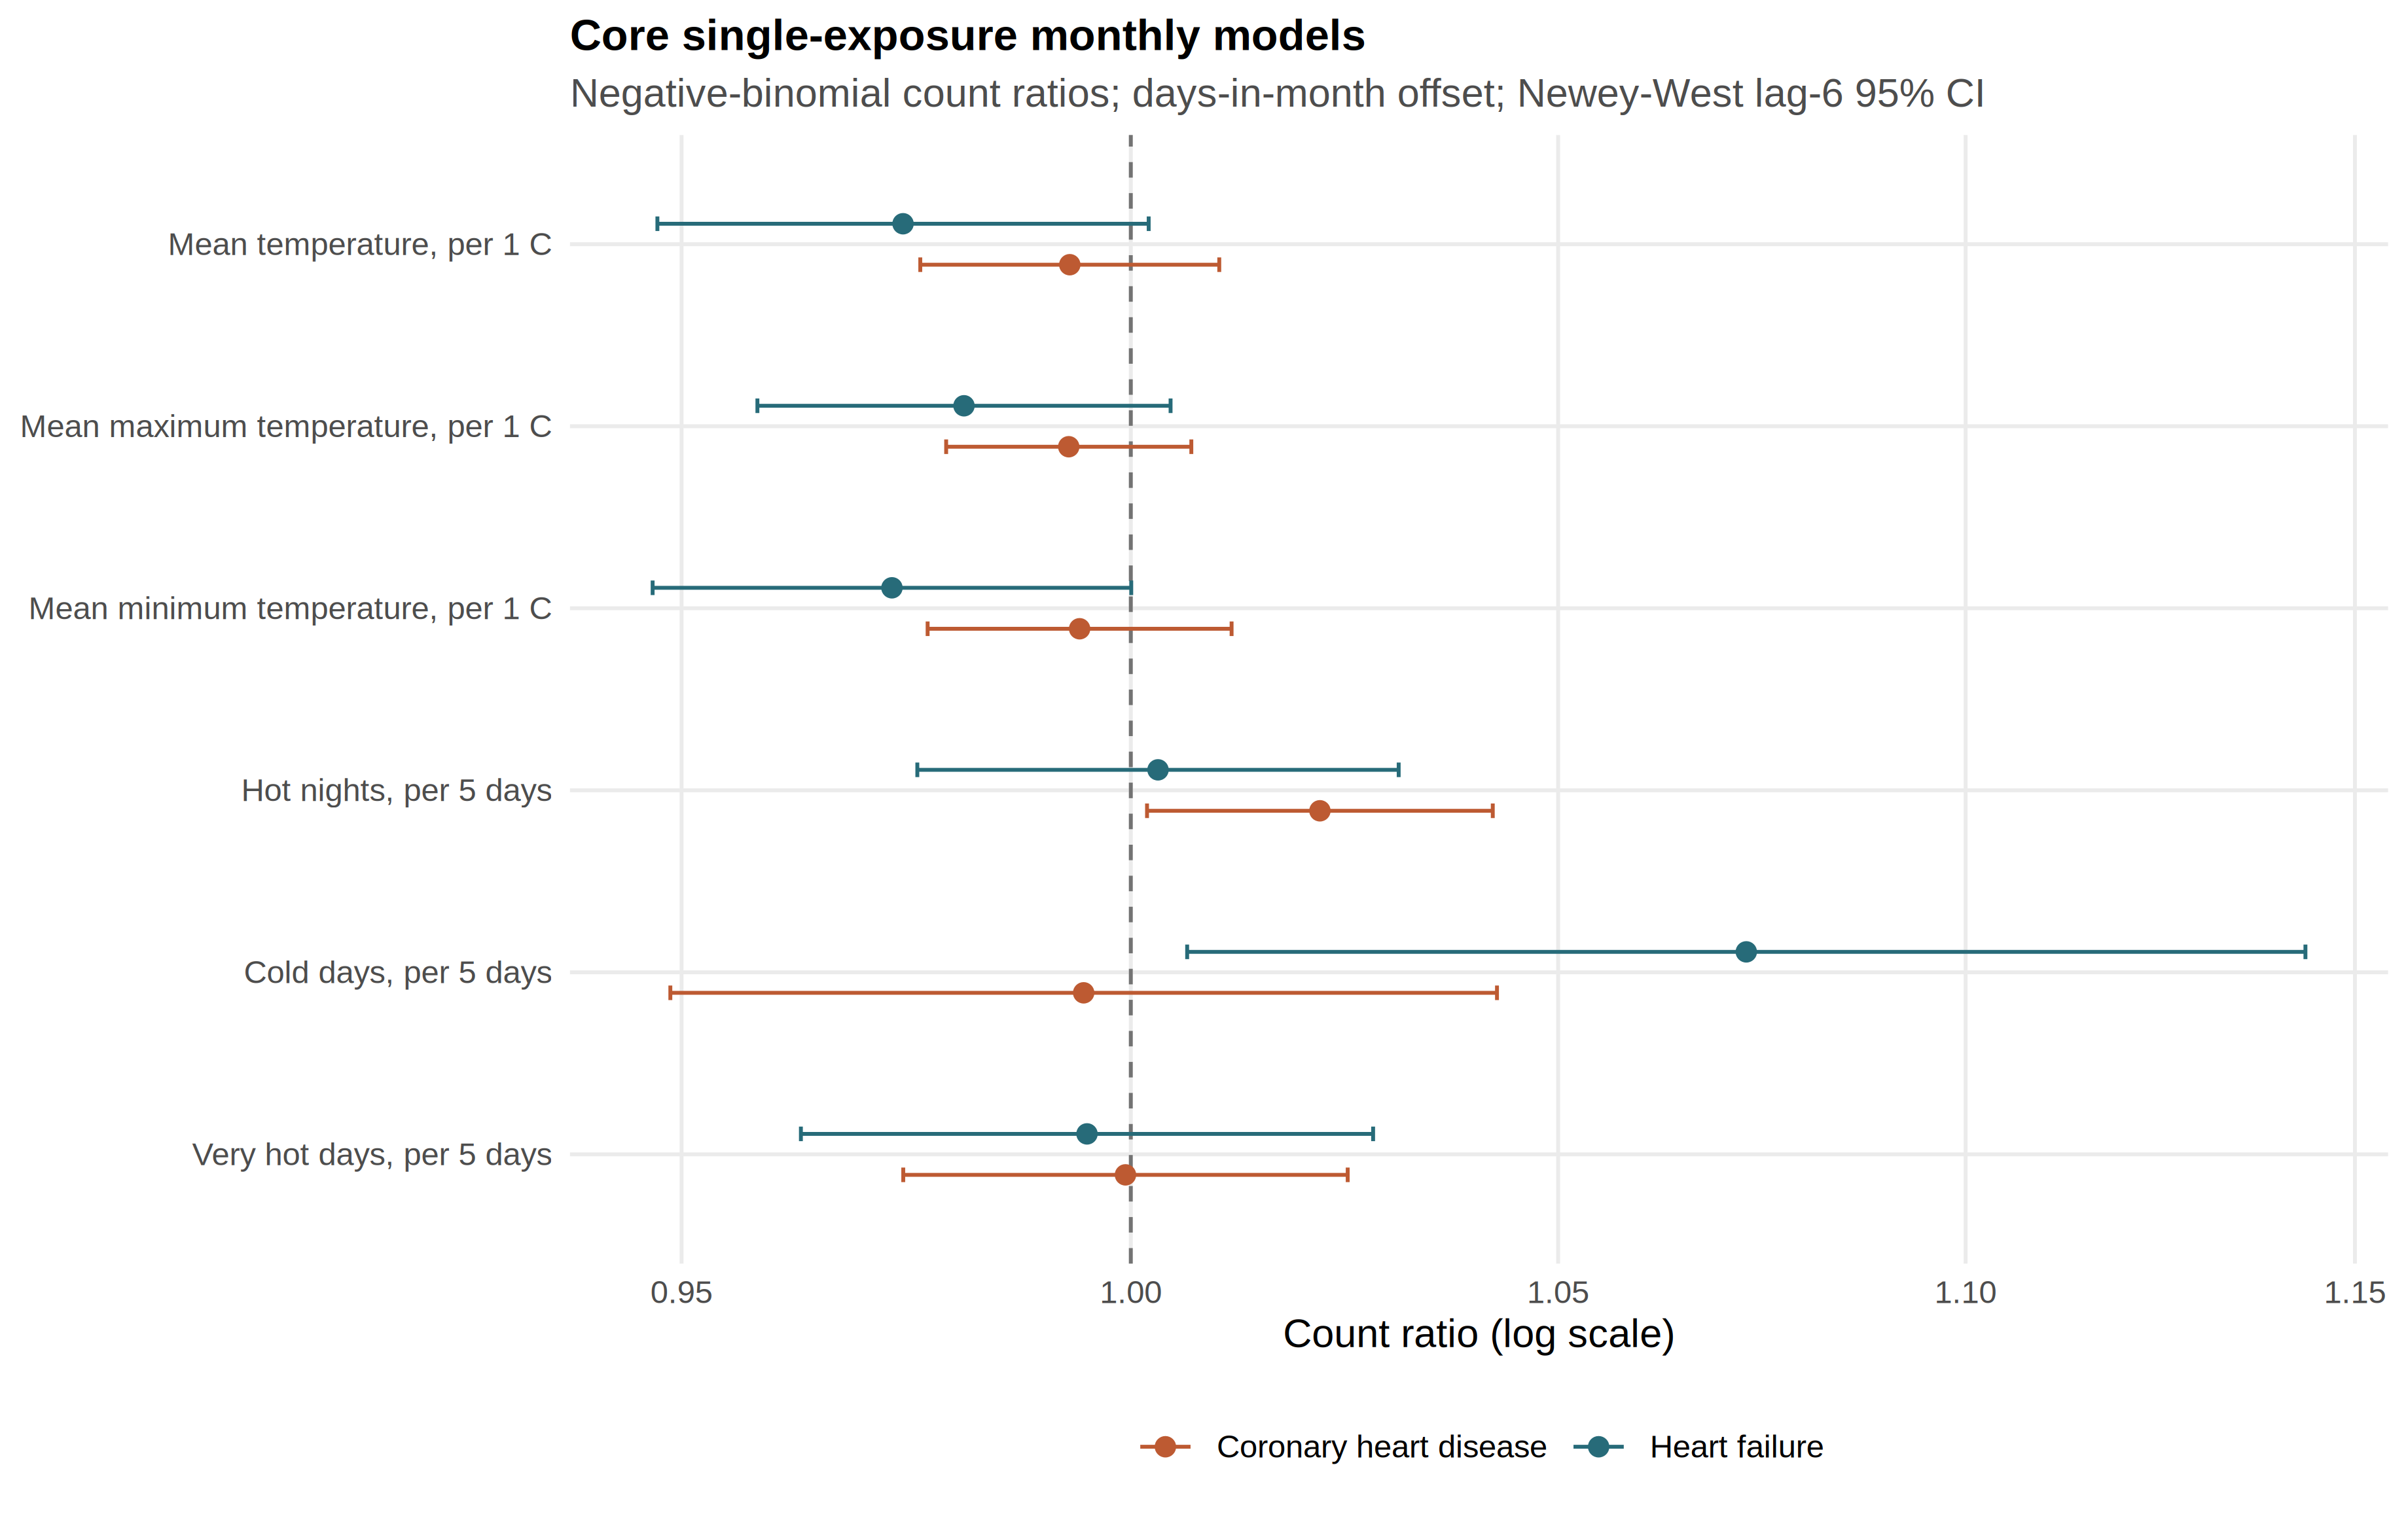 Core single-exposure monthly models
Negative-binomial count ratios; days-in-month offset; Newey-West lag-6 95% CI
Mean temperature, per 1 C
Mean maximum temperature, per 1 C
Mean minimum temperature, per 1 C
Hot nights, per 5 days
Cold days, per 5 days
Very hot days, per 5 days
0.95 1.00 1.05 1.10 1.15
Count ratio (log scale)
Coronary heart disease Heart failure